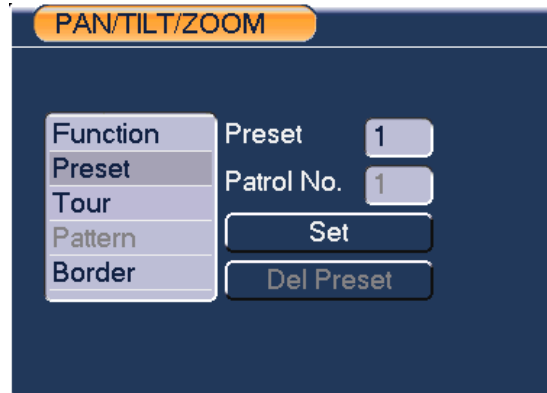 PAN/TILT/ZOOM
Function
Preset
Tour
Pattern
Border
Preset 1
Patrol No. 1
Set
Del Preset